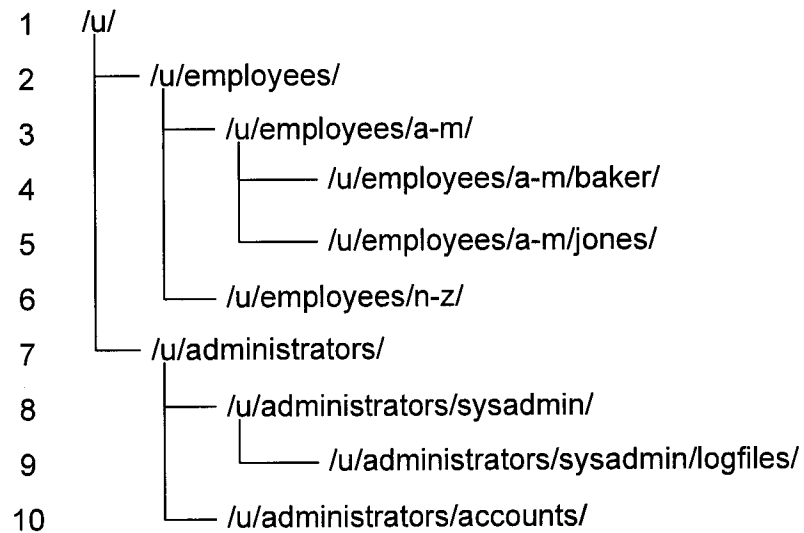 1 /u/
2 /u/employees/
3 /u/employees/a-m/
4 /u/employees/a-m/baker/
5 /u/employees/a-m/jones/
6 /u/employees/n-z/
7 /u/administrators/
8 /u/administrators/sysadmin/
9 /u/administrators/sysadmin/logfiles/
10 /u/administrators/accounts/